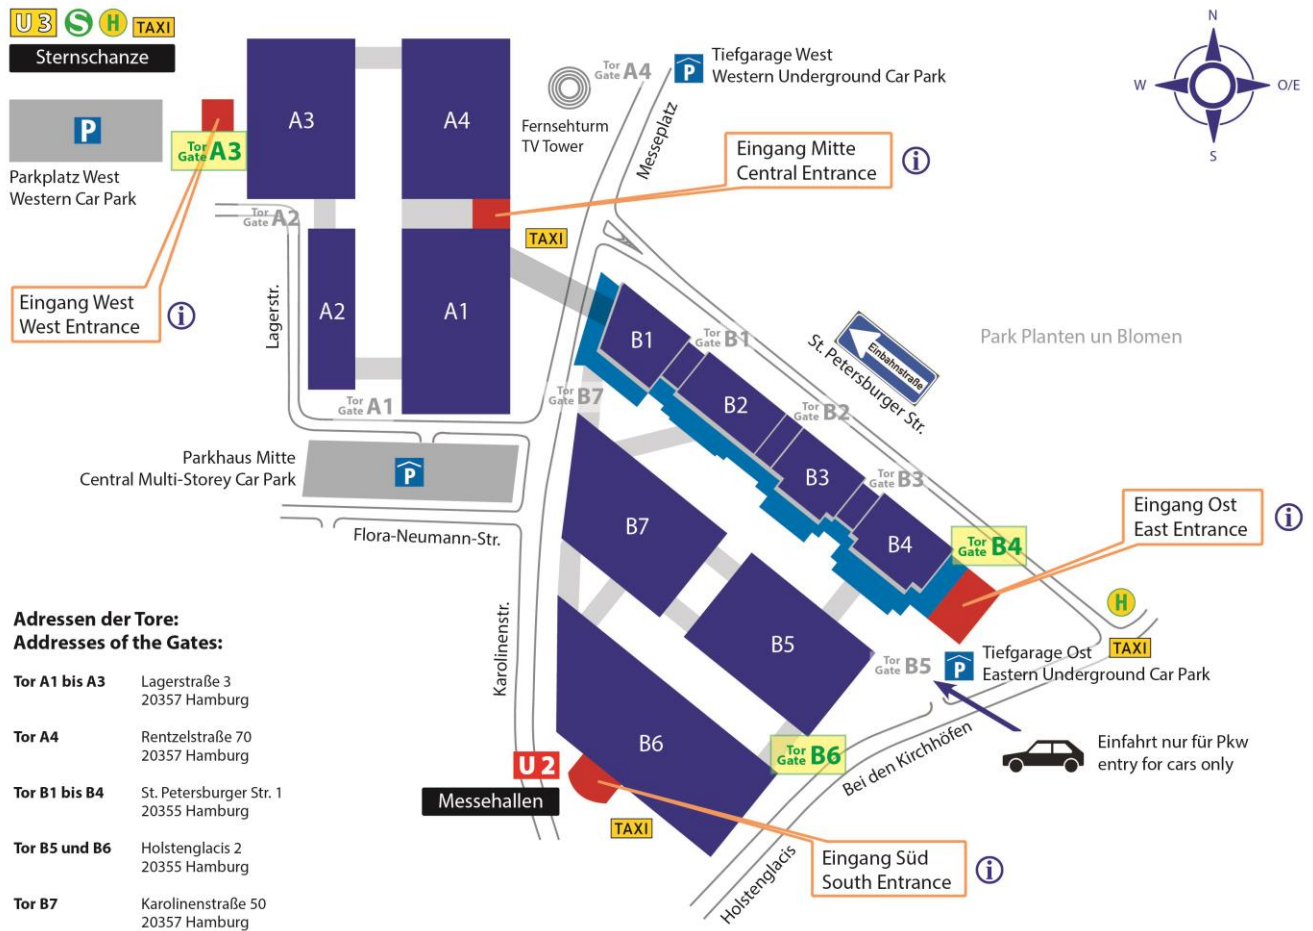 U3 S H TAXI
Sternschanze
P
Parkplatz West
Western Car Park
Tor
Gate A3
A3
A4
Tor
Gate A4
Fernsehturm
TV Tower
P
Tiefgarage West
Western Underground Car Park
Messeplatz
N
W
O/E
S
Eingang Mitte
Central Entrance
i
Tor
Gate A2
TAXI
Eingang West
West Entrance
i
Lagerstr.
A2
A1
Tor
Gate A1
B1
Tor
Gate B1
Einbahnstraße
St. Petersburger Str.
Park Planten un Blomen
Tor
Gate B7
B2
Tor
Gate B2
Parkhaus Mitte
Central Multi-Storey Car Park
P
B3
Tor
Gate B3
Flora-Neumann-Str.
B7
B4
Tor
Gate B4
Eingang Ost
East Entrance
i
H
TAXI
Karolinenstr.
B5
Tor
Gate B5
P
Tiefgarage Ost
Eastern Underground Car Park
B6
Tor
Gate B6
Bei den Kirchhöfen
Einfahrt nur für Pkw
entry for cars only
U2
Messehallen
TAXI
Eingang Süd
South Entrance
i
Holstenglacis
Adressen der Tore:
Addresses of the Gates:
Tor A1 bis A3 Lagerstraße 3
20357 Hamburg
Tor A4 Rentzelstraße 70
20357 Hamburg
Tor B1 bis B4 St. Petersburger Str. 1
20355 Hamburg
Tor B5 und B6 Holstenglacis 2
20355 Hamburg
Tor B7 Karolinenstraße 50
20357 Hamburg